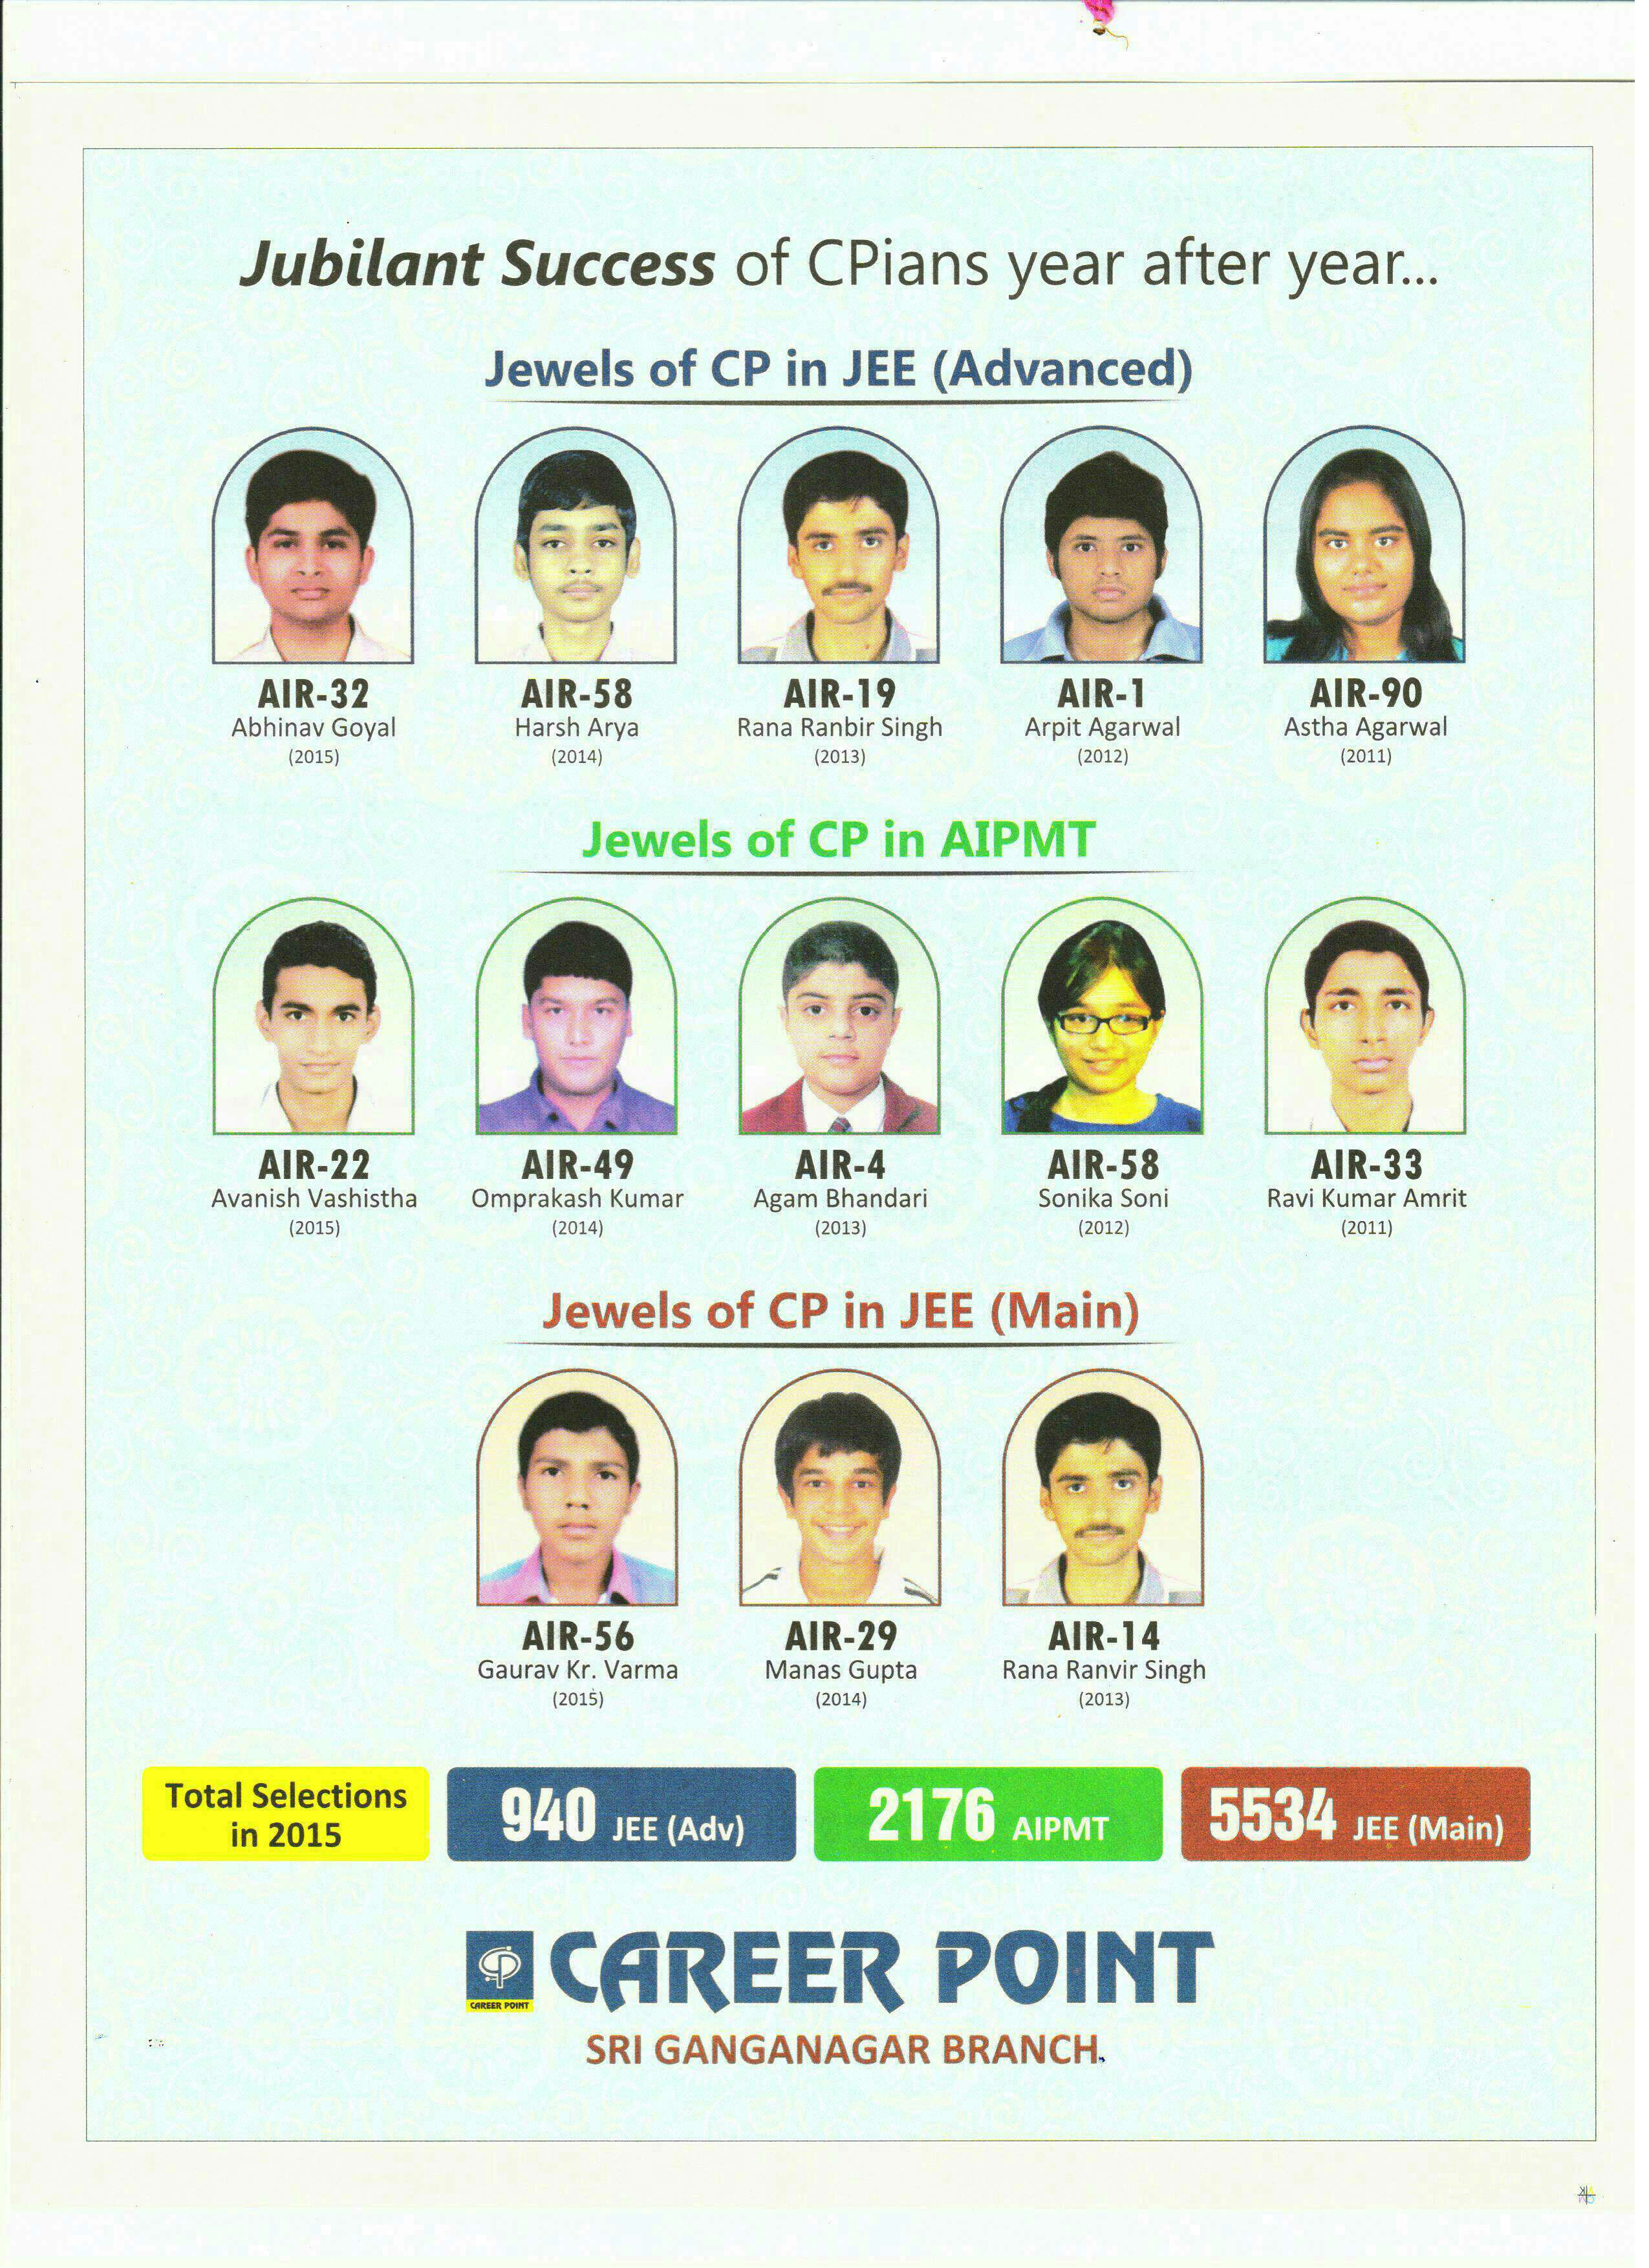 Jubilant Success of CPians year after year...
Jewels of CP in JEE (Advanced)
AIR-32 AIR-58 AIR-19 AIR-1 AIR-90
Abhinav Goyal Harsh Arya Rana Ranbir Singh Arpit Agarwal Astha Agarwal
(2015) (2014) (2013) (2012) (2011)
Jewels of CP in AIPMT
AIR-22 AIR-49 AIR-4 AIR-58 AIR-33
Avanish Vashistha Omprakash Kumar Agam Bhandari Sonika Soni Ravi Kumar Amrit
(2015) (2014) (2013) (2012) (2011)
Jewels of CP in JEE (Main)
AIR-56 AIR-29 AIR-14
Gaurav Kr. Varma Manas Gupta Rana Ranvir Singh
(2015) (2014) (2013)
Total Selections
in 2015
940 JEE (Adv)
2176 AIPMT
5534 JEE (Main)
CAREER POINT
CAREER POINT
SRI GANGANAGAR BRANCH.